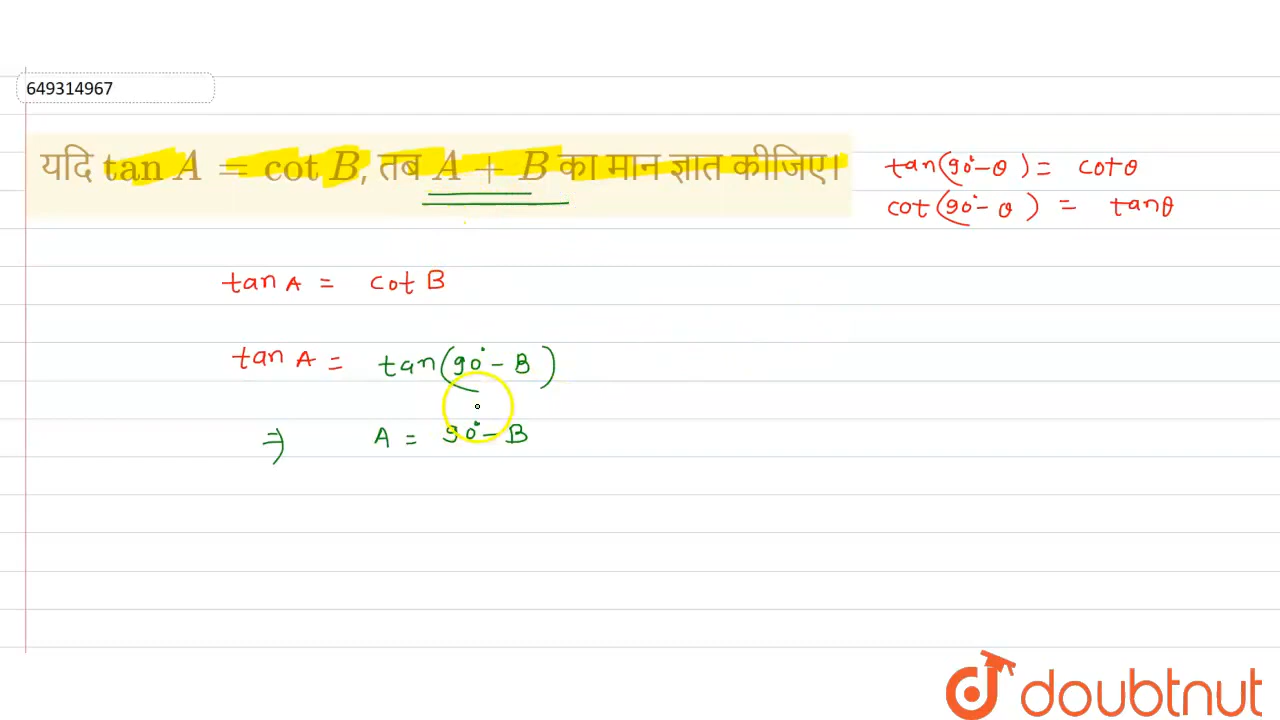 649314967
यदि tan A = cot B, तब A + B का मान ज्ञात कीजिए।
tan(90° - θ) = cotθ
cot(90° - θ) = tanθ
tan A = cot B
tan A = tan(90° - B)
⇒ A = 90° - B
doubtnut